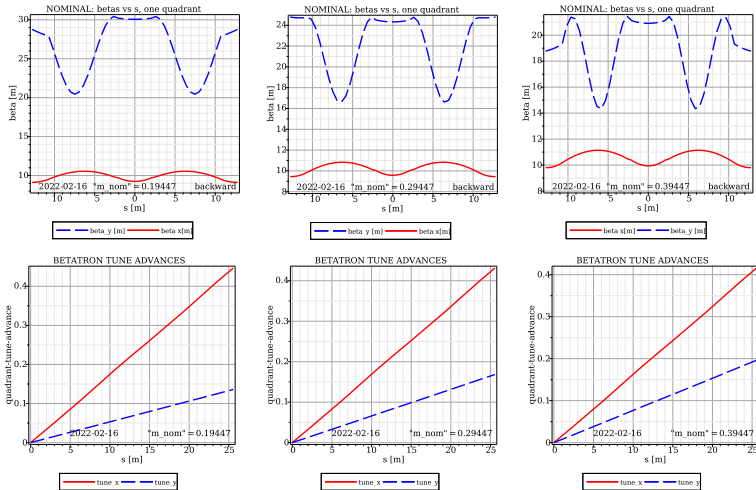 NOMINAL: betas vs s, one quadrant
30
25
20
15
10
beta [m]
2022-02-16 "m_nom" = 0.19447 backward
10 5 0 5 10
s [m]
beta_y [m] beta x[m]
NOMINAL: betas vs s, one quadrant
24
22
20
18
16
14
12
10
8
beta [m]
2022-02-16 "m_nom" = 0.29447 backward
10 5 0 5 10
s [m]
beta_y [m] beta x[m]
NOMINAL: betas vs s, one quadrant
20
18
16
14
12
10
8
beta [m]
2022-02-16 "m_nom" = 0.39447 backward
10 5 0 5 10
s [m]
beta x[m] beta_y [m]
BETATRON TUNE ADVANCES
0.4
0.3
0.2
0.1
0
quadrant-tune-advance
2022-02-16 "m_nom" = 0.19447
0 5 10 15 20 25
s [m]
tune_x tune_y
BETATRON TUNE ADVANCES
0.4
0.3
0.2
0.1
0
quadrant-tune-advance
2022-02-16 "m_nom" = 0.29447
0 5 10 15 20 25
s [m]
tune_x tune_y
BETATRON TUNE ADVANCES
0.4
0.3
0.2
0.1
0
quadrant-tune-advance
2022-02-16 "m_nom" = 0.39447
0 5 10 15 20 25
s [m]
tune_x tune_y